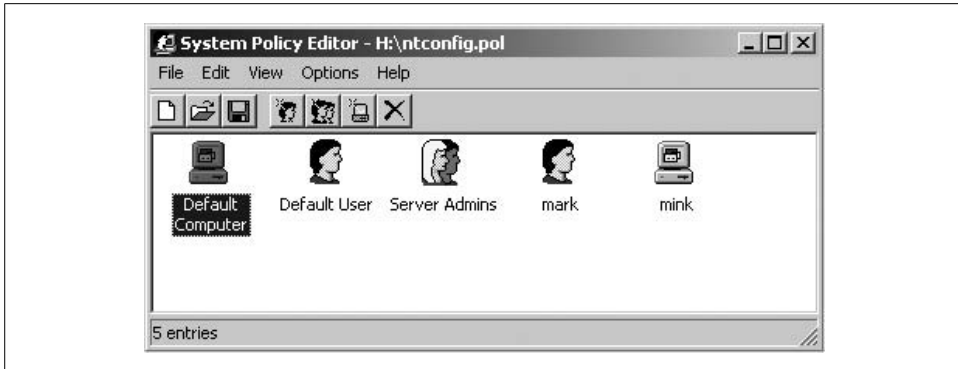 System Policy Editor - H:\ntconfig.pol
File Edit View Options Help
Default Computer
Default User
Server Admins
mark
mink
5 entries